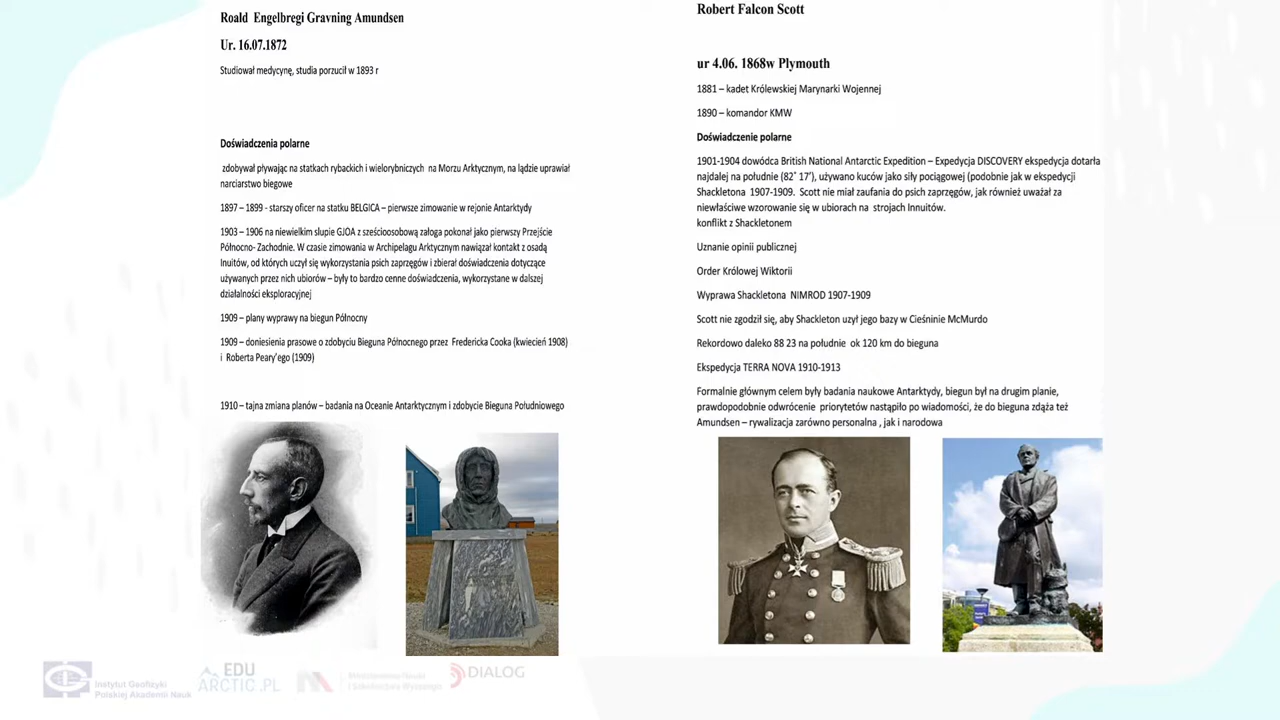 Roald Engelbregi Gravning Amundsen
Ur. 16.07.1872
Studiował medycynę, studia porzucił w 1893 r
Doświadczenia polarne
zdobywał pływając na statkach rybackich i wielorybniczych na Morzu Arktycznym, na lądzie uprawiał
narciarstwo biegowe
1897 – 1899 - starszy oficer na statku BELGICA – pierwsze zimowanie w rejonie Antarktydy
1903 – 1906 na niewielkim slupie GJOA z sześcioosobową załoga pokonał jako pierwszy Przejście
Północno- Zachodnie. W czasie zimowania w Archipelagu Arktycznym nawiązał kontakt z osadą
Inuitów, od których uczył się wykorzystania psich zaprzęgów i zbierał doświadczenia dotyczące
używanych przez nich ubiorów – były to bardzo cenne doświadczenia, wykorzystane w dalszej
działalności eksploracyjnej
1909 – plany wyprawy na biegun Północny
1909 – doniesienia prasowe o zdobyciu Bieguna Północnego przez Fredericka Cooka (kwiecień 1908)
i Roberta Peary'ego (1909)
1910 – tajna zmiana planów – badania na Oceanie Antarktycznym i zdobycie Bieguna Południowego
Robert Falcon Scott
ur 4.06. 1868w Plymouth
1881 – kadet Królewskiej Marynarki Wojennej
1890 – komandor KMW
Doświadczenie polarne
1901-1904 dowódca British National Antarctic Expedition – Expedycja DISCOVERY ekspedycja dotarła
najdalej na południe (82˚ 17'), używano kuców jako siły pociągowej (podobnie jak w ekspedycji
Shackletona 1907-1909. Scott nie miał zaufania do psich zaprzęgów, jak również uważał za
niewłaściwe wzorowanie się w ubiorach na strojach Innuitów.
konflikt z Shackletonem
Uznanie opinii publicznej
Order Królowej Wiktorii
Wyprawa Shackletona NIMROD 1907-1909
Scott nie zgodził się, aby Shackleton uzył jego bazy w Cieśninie McMurdo
Rekordowo daleko 88 23 na południe ok 120 km do bieguna
Ekspedycja TERRA NOVA 1910-1913
Formalnie głównym celem były badania naukowe Antarktydy, biegun był na drugim planie,
prawdopodobnie odwrócenie priorytetów nastąpiło po wiadomości, że do bieguna zdąża też
Amundsen – rywalizacja zarówno personalna , jak i narodowa
Instytut Geofizyki
Polskiej Akademii Nauk
EDU
ARCTIC.PL
DIALOG